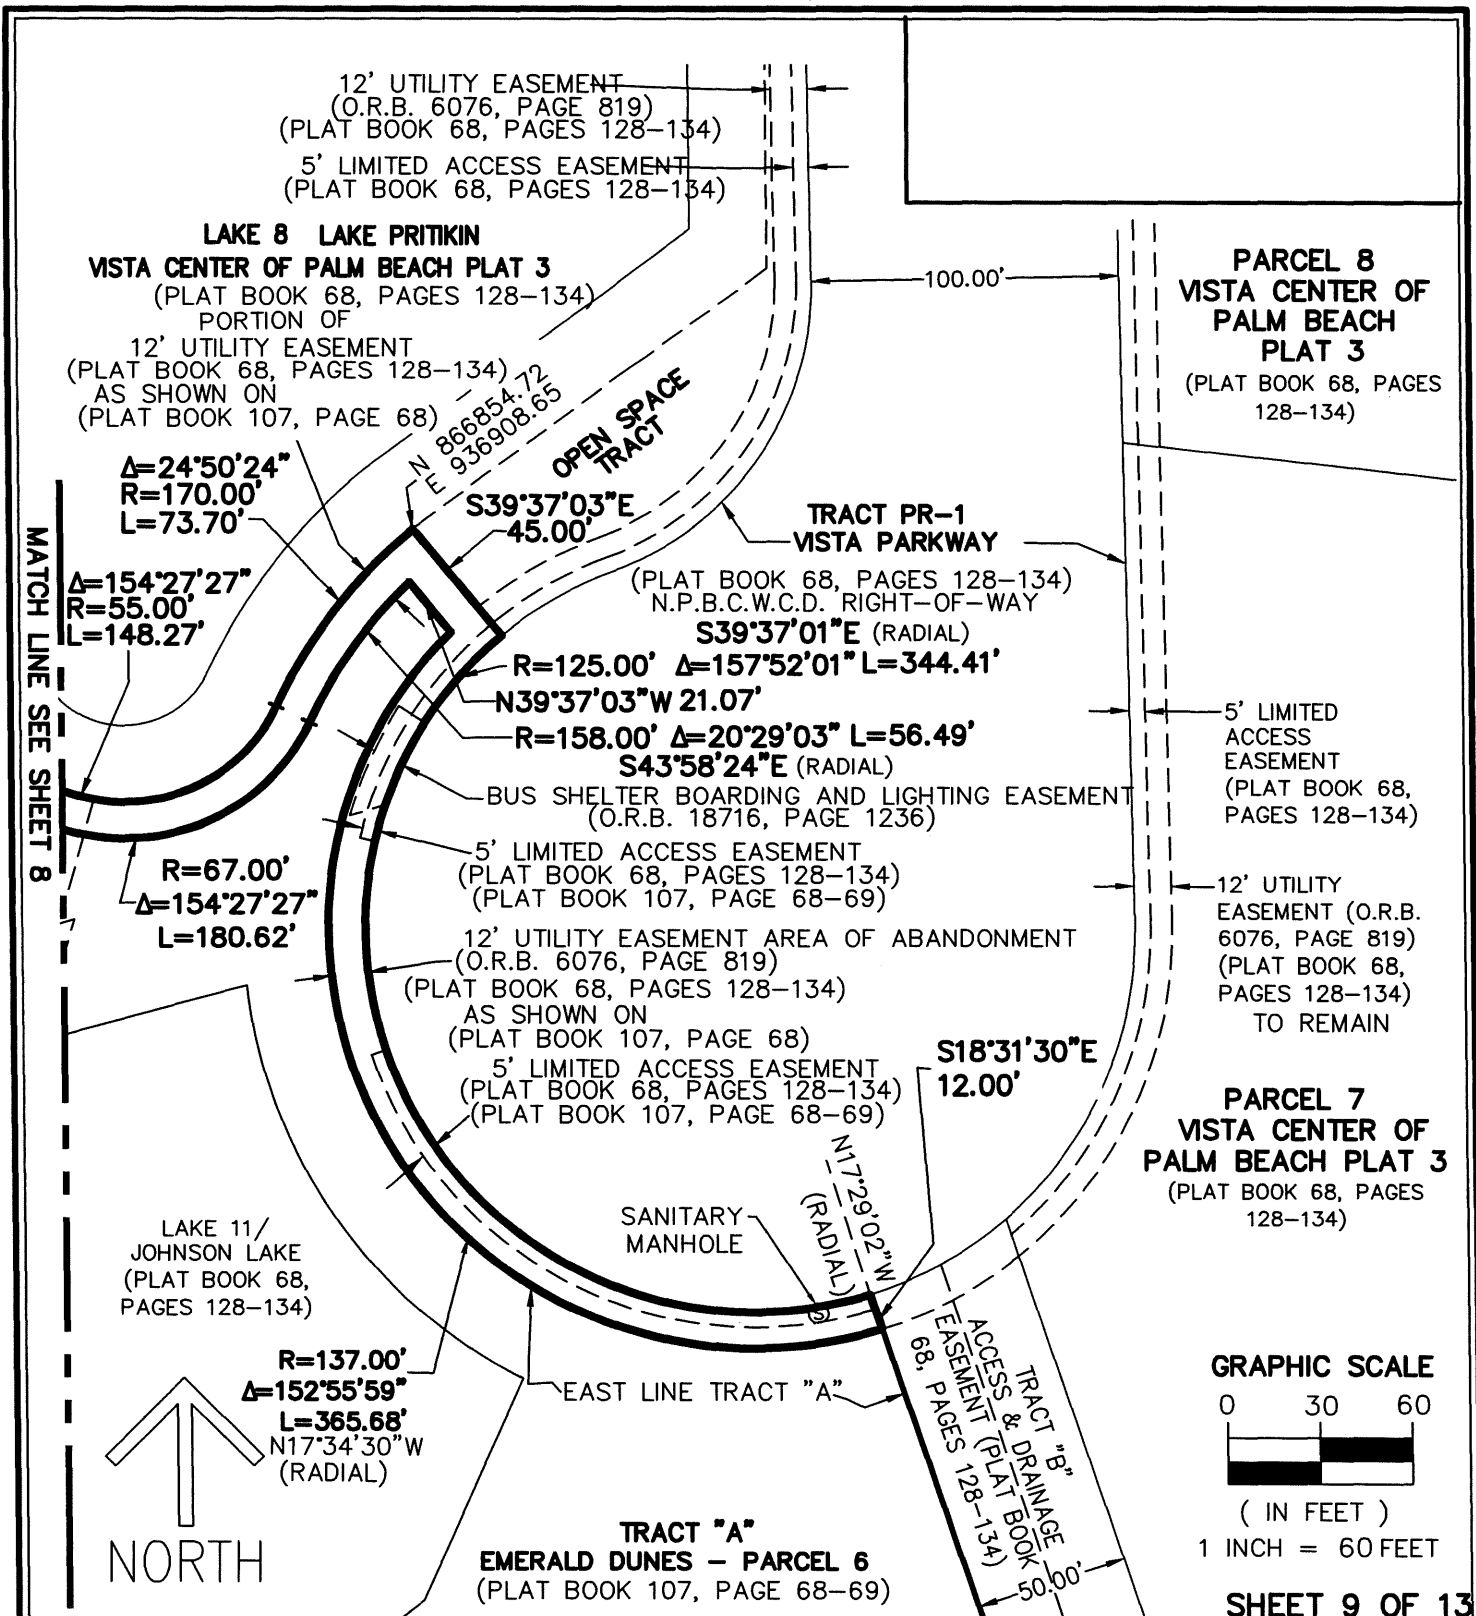 12' UTILITY EASEMENT
(O.R.B. 6076, PAGE 819)
(PLAT BOOK 68, PAGES 128-134)
5' LIMITED ACCESS EASEMENT
(PLAT BOOK 68, PAGES 128-134)
LAKE 8 LAKE PRITIKIN
VISTA CENTER OF PALM BEACH PLAT 3
(PLAT BOOK 68, PAGES 128-134)
PORTION OF
12' UTILITY EASEMENT
(PLAT BOOK 68, PAGES 128-134)
AS SHOWN ON
(PLAT BOOK 107, PAGE 68)
N 866854.72
E 936908.65
OPEN SPACE
TRACT
100.00'
PARCEL 8
VISTA CENTER OF
PALM BEACH
PLAT 3
(PLAT BOOK 68, PAGES
128-134)
Δ=24°50'24"
R=170.00'
L=73.70'
S39°37'03"E
45.00'
TRACT PR-1
VISTA PARKWAY
(PLAT BOOK 68, PAGES 128-134)
N.P.B.C.W.C.D. RIGHT-OF-WAY
MATCH LINE SEE SHEET 8
Δ=154°27'27"
R=55.00'
L=148.27'
S39°37'01"E (RADIAL)
R=125.00' Δ=157°52'01" L=344.41'
N39°37'03"W 21.07'
R=158.00' Δ=20°29'03" L=56.49'
S43°58'24"E (RADIAL)
BUS SHELTER BOARDING AND LIGHTING EASEMENT
(O.R.B. 18716, PAGE 1236)
5' LIMITED
ACCESS
EASEMENT
(PLAT BOOK 68,
PAGES 128-134)
5' LIMITED ACCESS EASEMENT
(PLAT BOOK 68, PAGES 128-134)
(PLAT BOOK 107, PAGE 68-69)
R=67.00'
Δ=154°27'27"
L=180.62'
12' UTILITY
EASEMENT (O.R.B.
6076, PAGE 819)
(PLAT BOOK 68,
PAGES 128-134)
TO REMAIN
12' UTILITY EASEMENT AREA OF ABANDONMENT
(O.R.B. 6076, PAGE 819)
(PLAT BOOK 68, PAGES 128-134)
AS SHOWN ON
(PLAT BOOK 107, PAGE 68)
5' LIMITED ACCESS EASEMENT
(PLAT BOOK 68, PAGES 128-134)
(PLAT BOOK 107, PAGE 68-69)
S18°31'30"E
12.00'
PARCEL 7
VISTA CENTER OF
PALM BEACH PLAT 3
(PLAT BOOK 68, PAGES
128-134)
N17°29'02"W
(RADIAL)
SANITARY
MANHOLE
S
LAKE 11/
JOHNSON LAKE
(PLAT BOOK 68,
PAGES 128-134)
R=137.00'
Δ=152°55'59"
L=365.68'
N17°34'30"W
(RADIAL)
EAST LINE TRACT "A"
TRACT "B"
ACCESS & DRAINAGE
EASEMENT (PLAT BOOK
68, PAGES 128-134)
50.00'
GRAPHIC SCALE
0 30 60
( IN FEET )
1 INCH = 60 FEET
NORTH
TRACT "A"
EMERALD DUNES - PARCEL 6
(PLAT BOOK 107, PAGE 68-69)
SHEET 9 OF 13